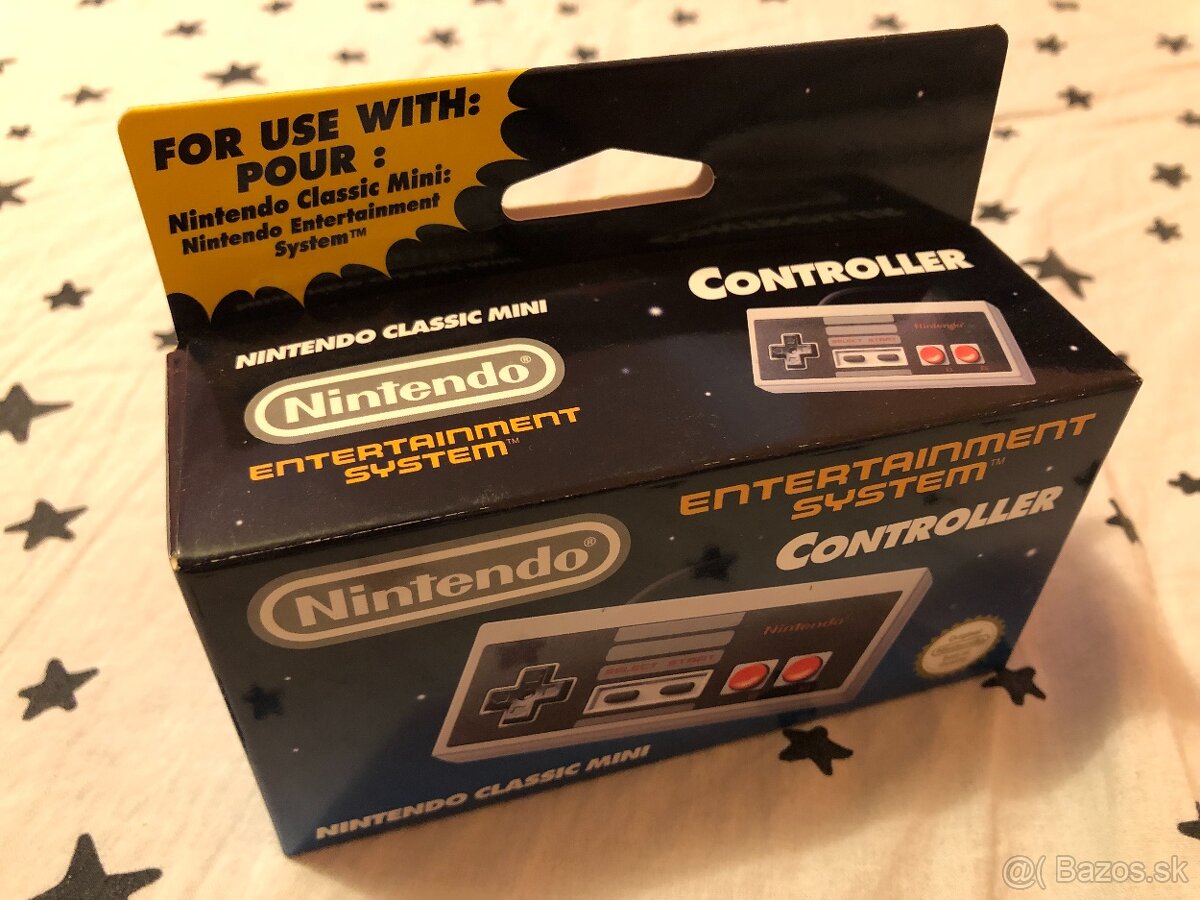 FOR USE WITH:
POUR :
Nintendo Classic Mini:
Nintendo Entertainment
System™
NINTENDO CLASSIC MINI
Nintendo®
ENTERTAINMENT
SYSTEM™
CONTROLLER
Nintendo
SELECT START
Nintendo®
ENTERTAINMENT
SYSTEM™
CONTROLLER
Nintendo
SELECT START
NINTENDO CLASSIC MINI
@( Bazos.sk